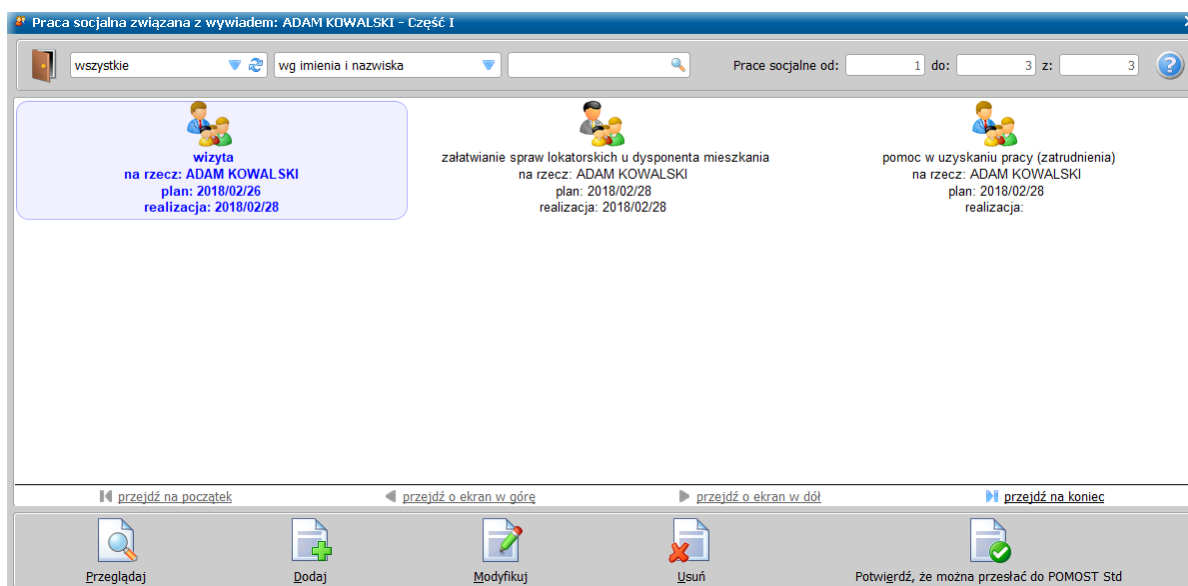 Praca socjalna związana z wywiadem: ADAM KOWALSKI - Część I
wszystkie wg imienia i nazwiska Prace socjalne od: 1 do: 3 z: 3
wizyta
na rzecz: ADAM KOWALSKI
plan: 2018/02/26
realizacja: 2018/02/28
załatwianie spraw lokatorskich u dysponenta mieszkania
na rzecz: ADAM KOWALSKI
plan: 2018/02/28
realizacja: 2018/02/28
pomoc w uzyskaniu pracy (zatrudnienia)
na rzecz: ADAM KOWALSKI
plan: 2018/02/28
realizacja:
przejdź na początek przejdź o ekran w górę przejdź o ekran w dół przejdź na koniec
Przeglądaj Dodaj Modyfikuj Usuń Potwierdź, że można przesłać do POMOST Std